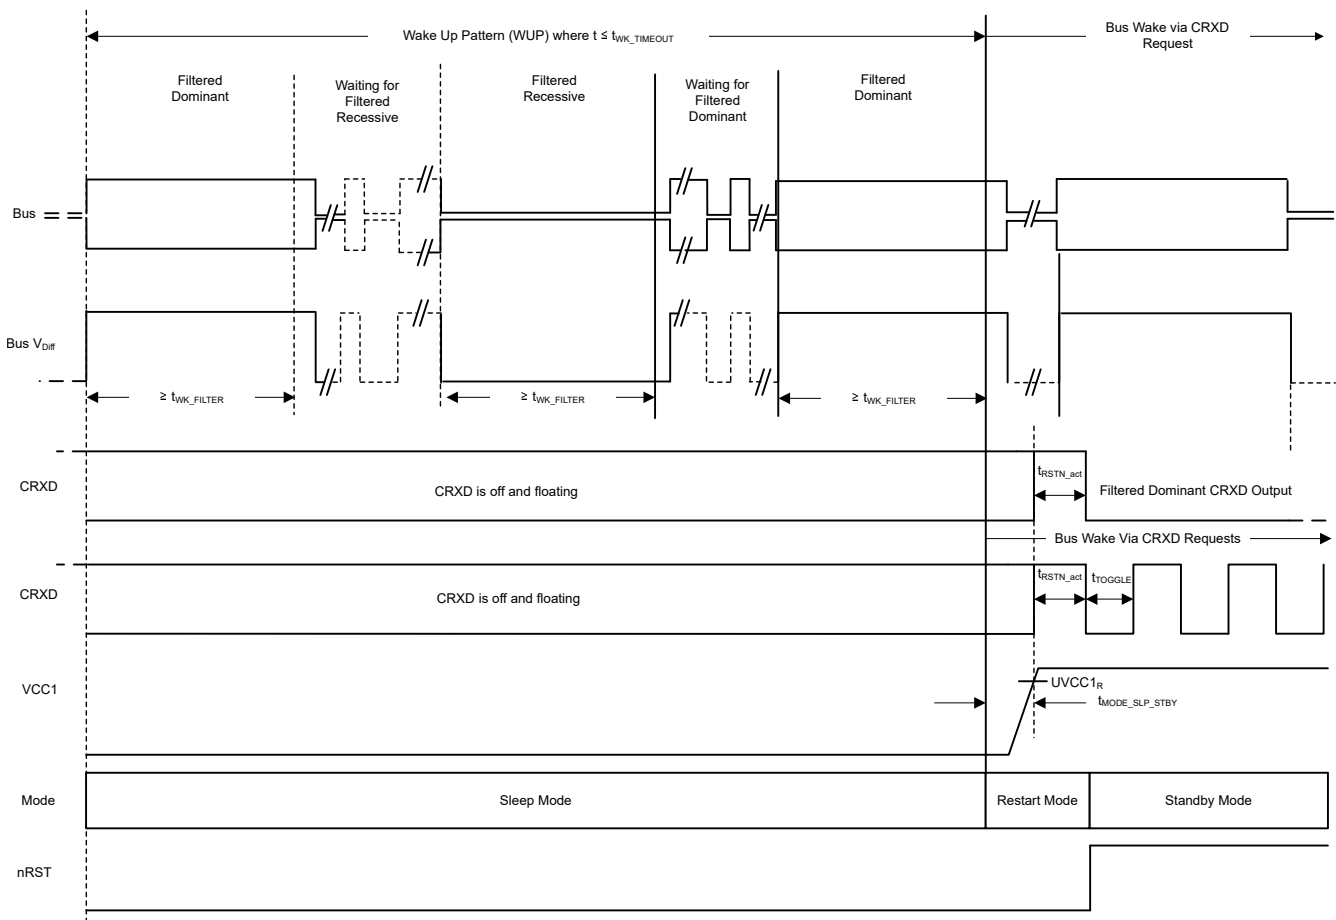 Wake Up Pattern (WUP) where t ≤ tWK_TIMEOUT
Bus Wake via CRXD
Request
Filtered
Dominant
Waiting for
Filtered
Recessive
Filtered
Recessive
Waiting for
Filtered
Dominant
Filtered
Dominant
Bus
Bus VDiff
≥ tWK_FILTER
≥ tWK_FILTER
≥ tWK_FILTER
CRXD
CRXD is off and floating
tRSTN_act
Filtered Dominant CRXD Output
Bus Wake Via CRXD Requests
CRXD
CRXD is off and floating
tRSTN_act
tTOGGLE
VCC1
UVCC1R
tMODE_SLP_STBY
Mode
Sleep Mode
Restart Mode
Standby Mode
nRST